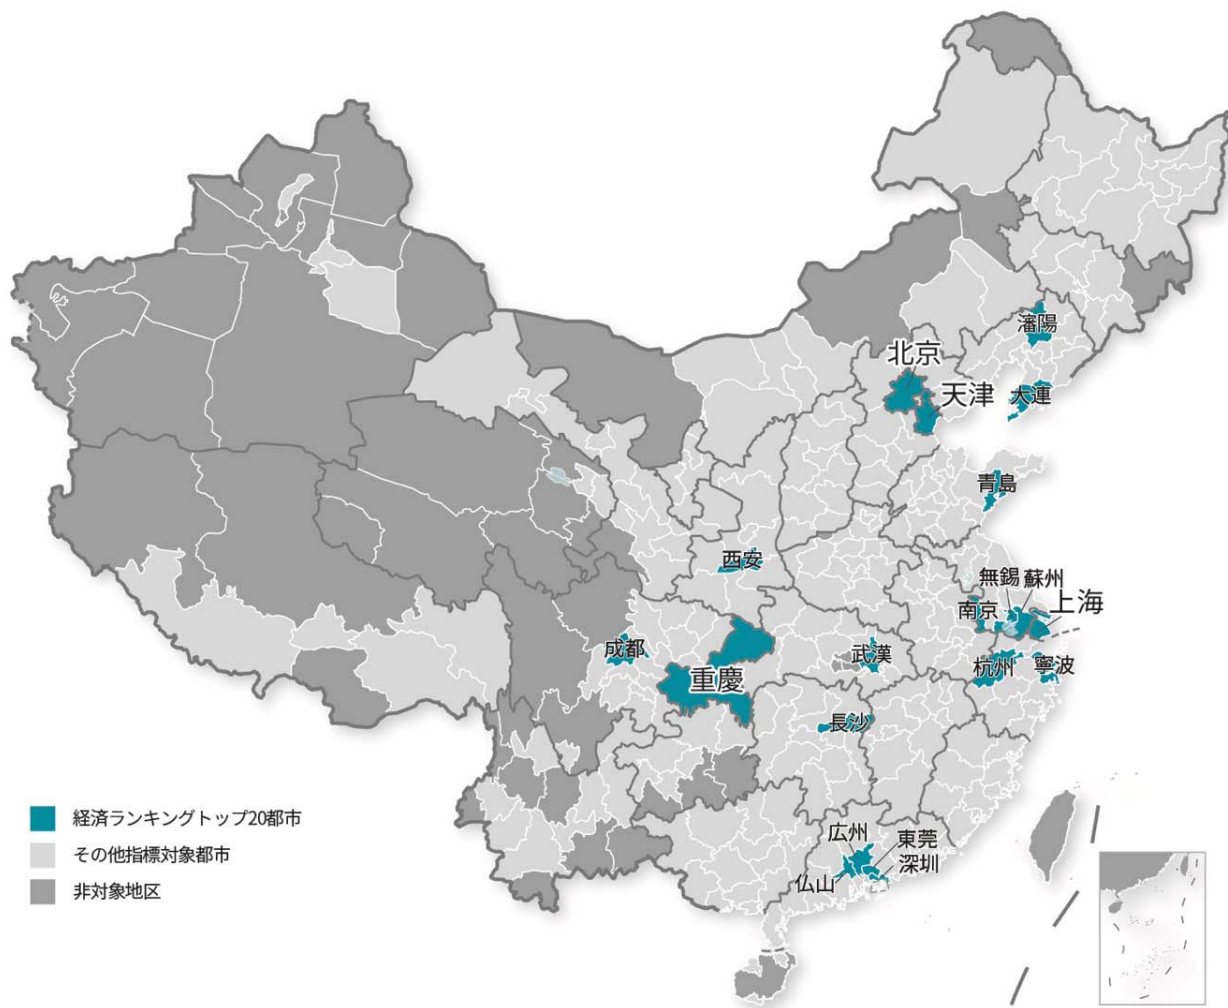 瀋陽
北京
天津
大連
青島
西安
無錫
蘇州
南京
上海
成都
武漢
杭州
寧波
重慶
長沙
広州
東莞
深圳
仏山
経済ランキングトップ20都市
その他指標対象都市
非対象地区